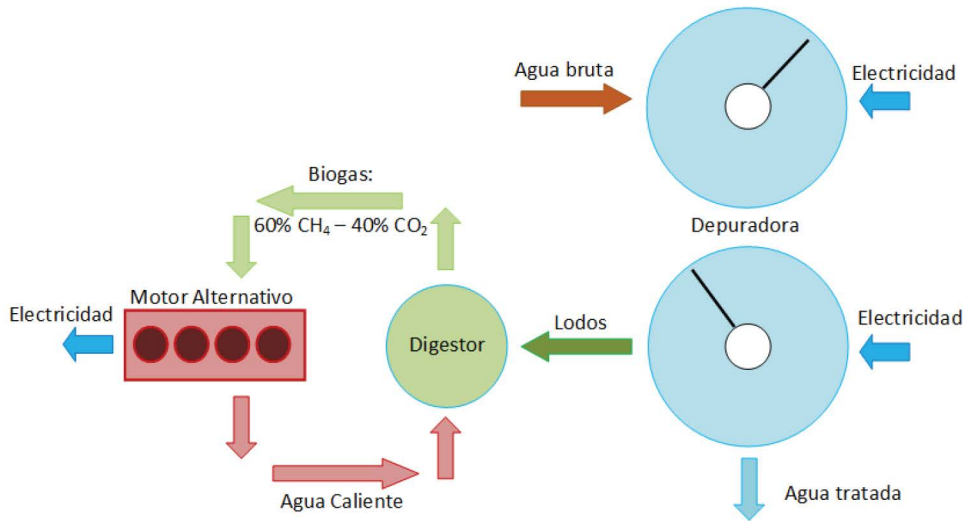 Agua bruta
Electricidad
Biogas:
60% CH₄ – 40% CO₂
Depuradora
Motor Alternativo
Electricidad
Digestor
Lodos
Electricidad
Agua Caliente
Agua tratada